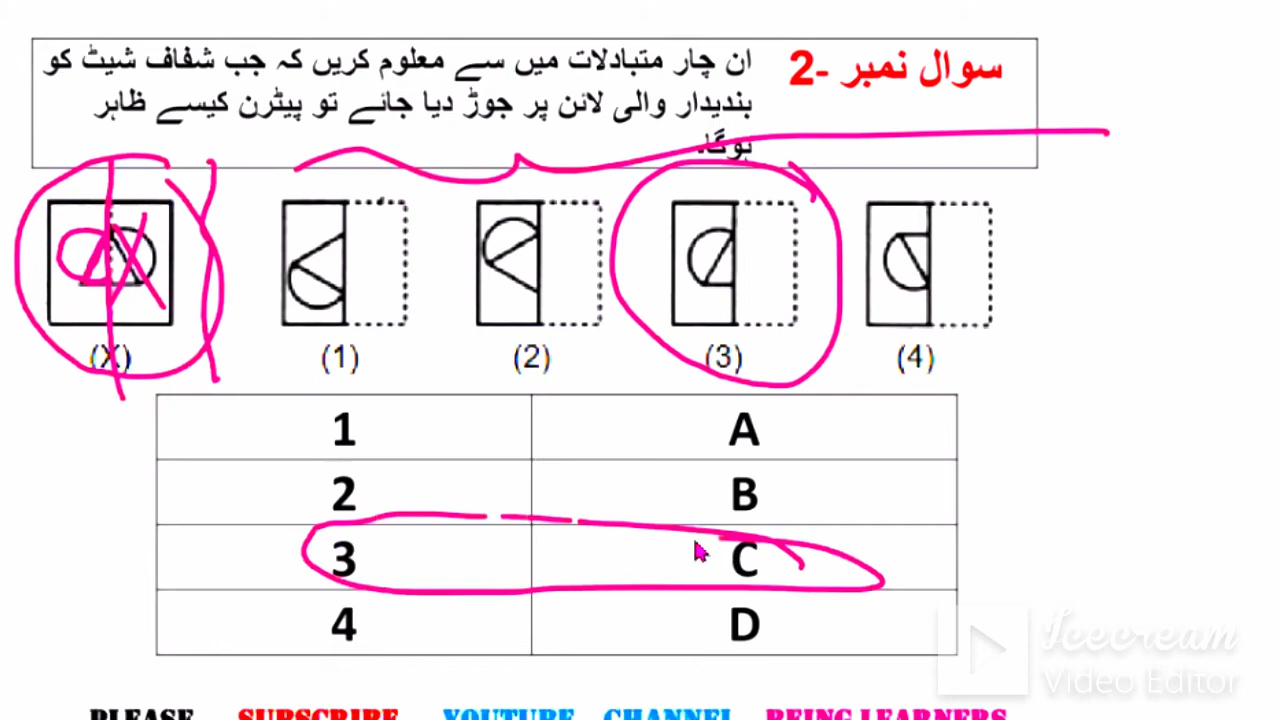 سوال نمبر -2
ان چار متبادلات میں سے معلوم کریں کہ جب شفاف شیٹ کو
بندیدار والی لائن پر جوڑ دیا جائے تو پیٹرن کیسے ظاہر
ہوگا۔
(X) (1) (2) (3) (4)
1 A
2 B
3 C
4 D
Icecream
Video Editor
PLEASE SUBSCRIBE YOUTUBE CHANNEL BEING LEARNERS